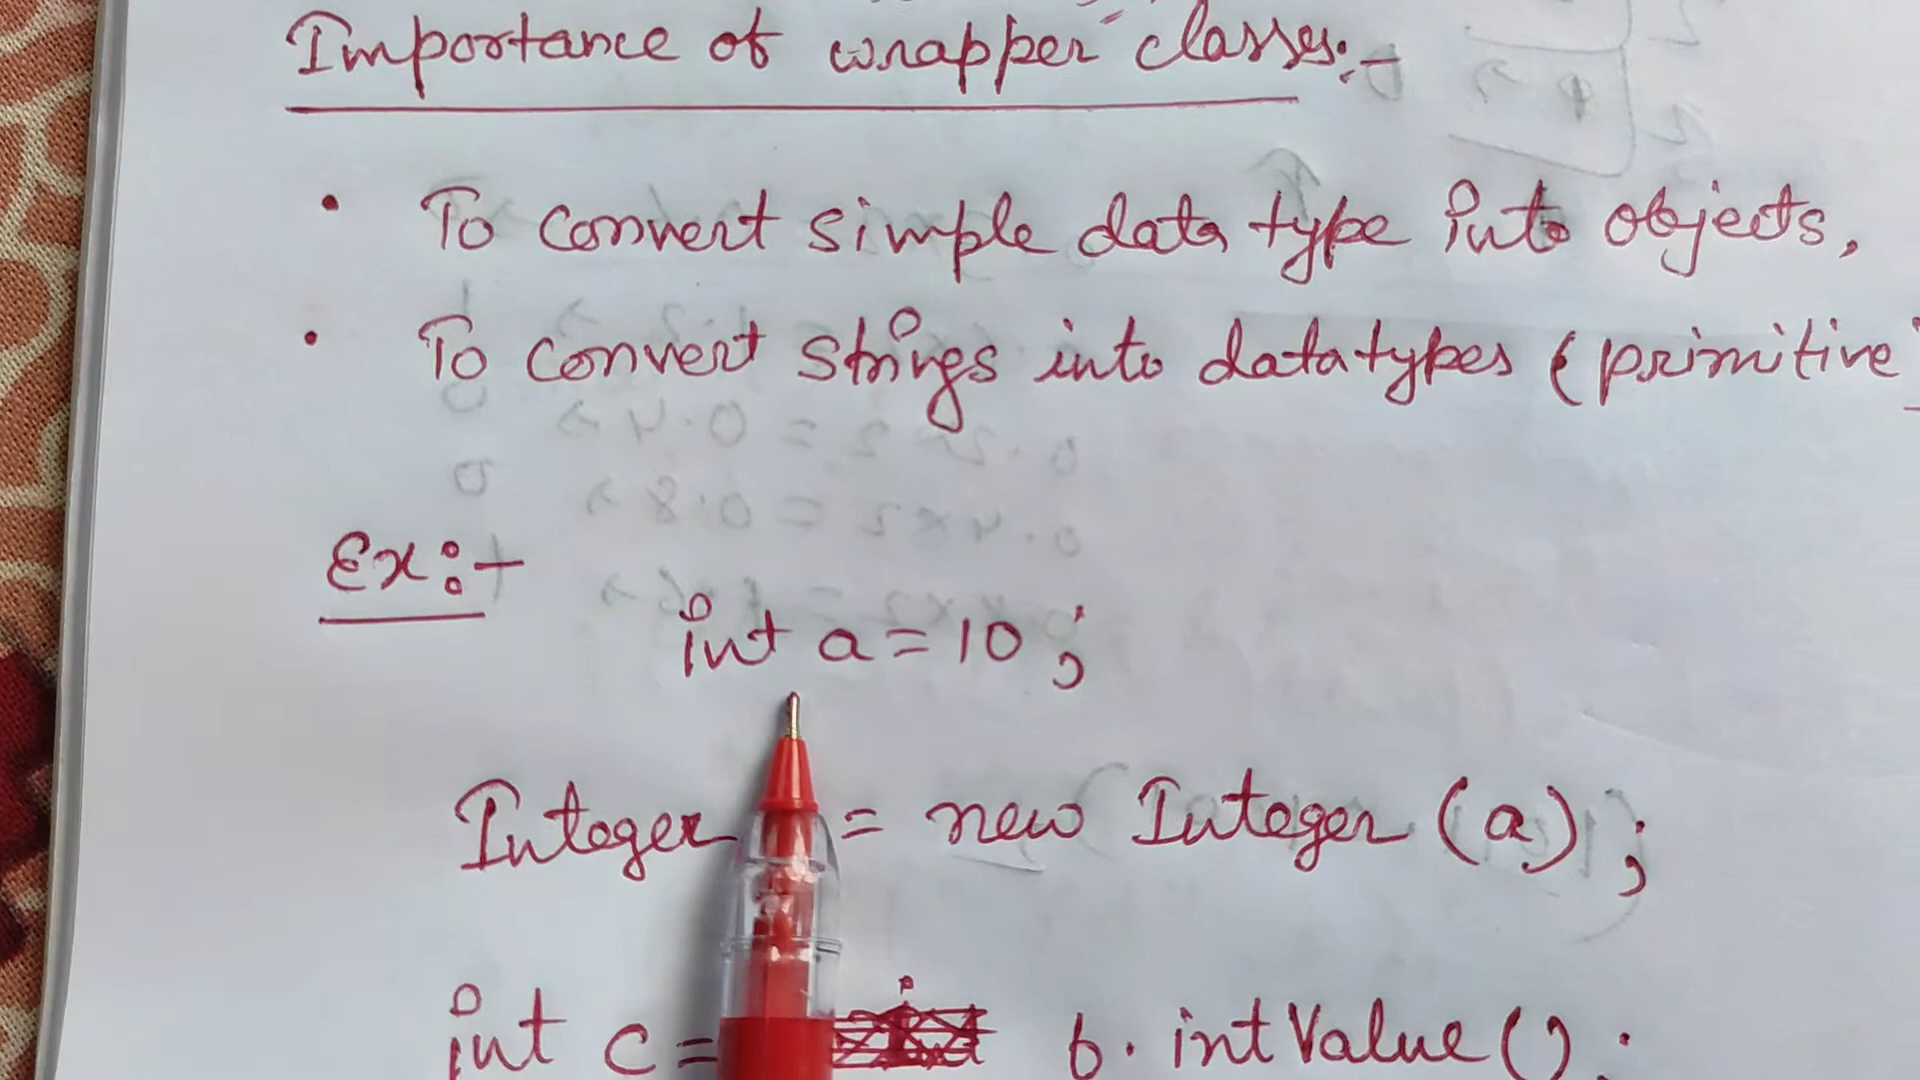 Importance of wrapper classes:-
• To convert simple data type into objects,
• To convert strings into datatypes (primitive)
Ex:-
int a = 10 ;
Integer = new Integer (a) ;
int c = b. intValue () ;